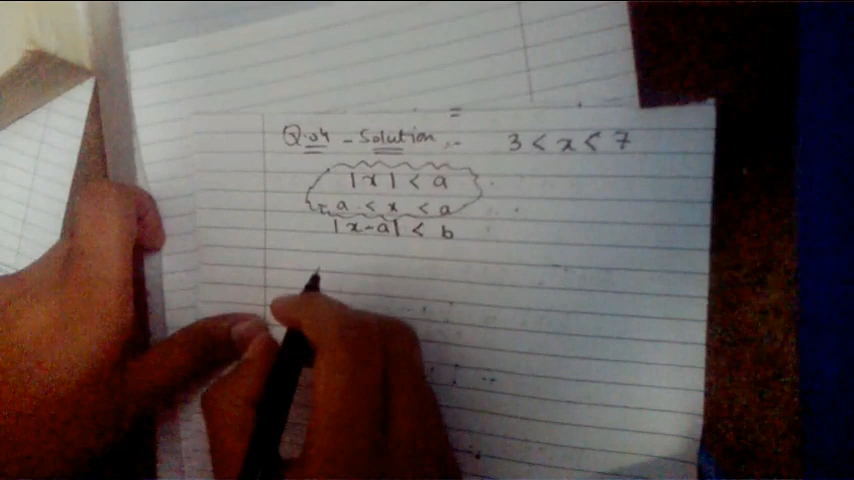 Q.04 - Solution :- 3 < x < 7
|x| < a
-a < x < a
|x-a| < b